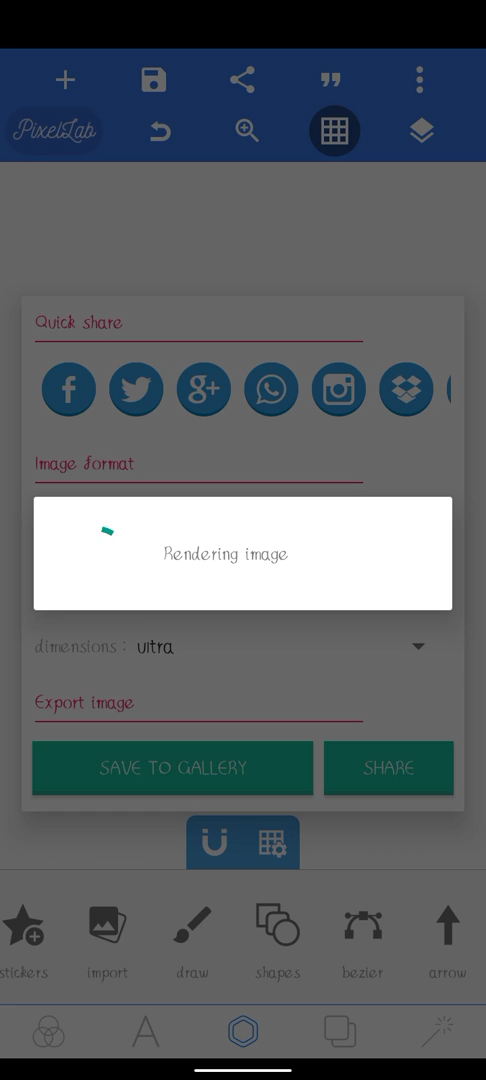 PixelLab
Quick share
Image format
Rendering image
dimensions : ultra
Export image
SAVE TO GALLERY
SHARE
stickers
import
draw
shapes
bezier
arrow